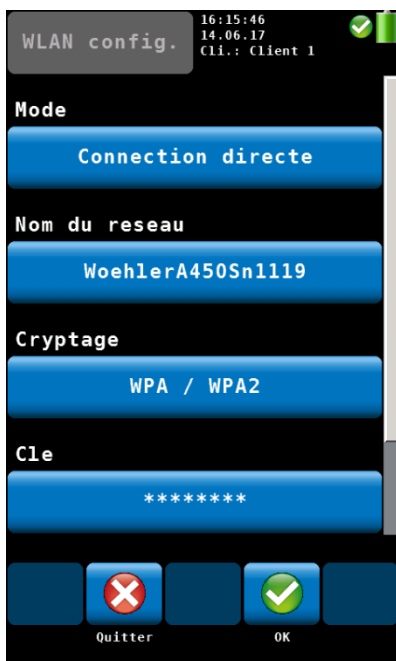 WLAN config.
16:15:46
14.06.17
Cli.: Client 1
Mode
Connection directe
Nom du reseau
WoehlerA450Sn1119
Cryptage
WPA / WPA2
Cle
********
Quitter
OK